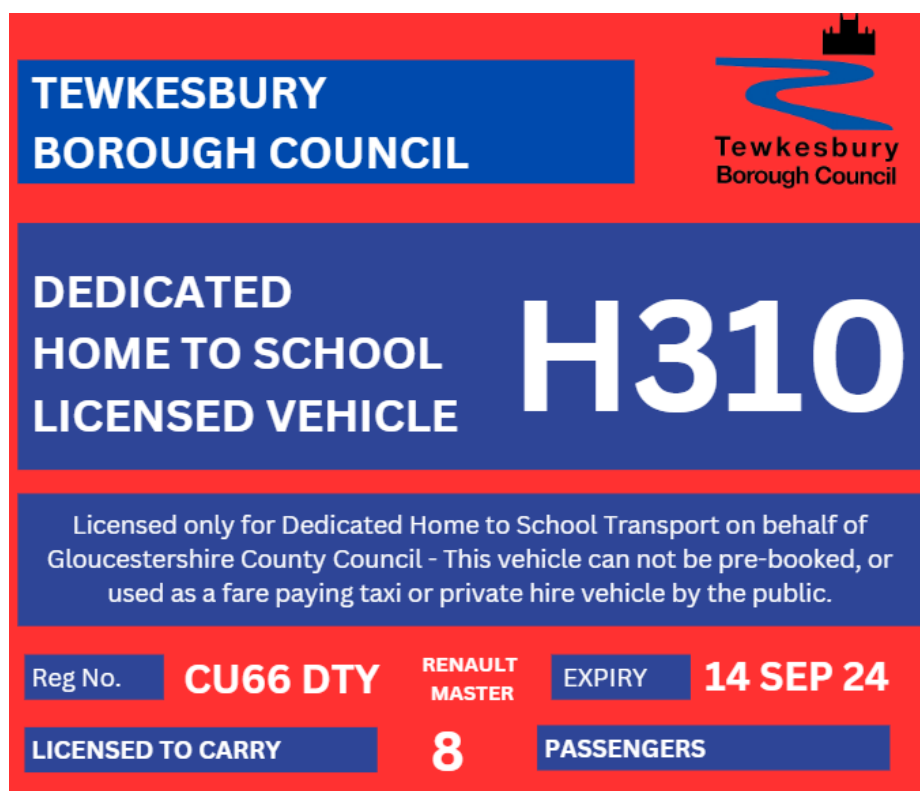 TEWKESBURY
BOROUGH COUNCIL
Tewkesbury
Borough Council
DEDICATED
HOME TO SCHOOL
LICENSED VEHICLE
H310
Licensed only for Dedicated Home to School Transport on behalf of
Gloucestershire County Council - This vehicle can not be pre-booked, or
used as a fare paying taxi or private hire vehicle by the public.
Reg No. CU66 DTY RENAULT MASTER EXPIRY 14 SEP 24
LICENSED TO CARRY 8 PASSENGERS